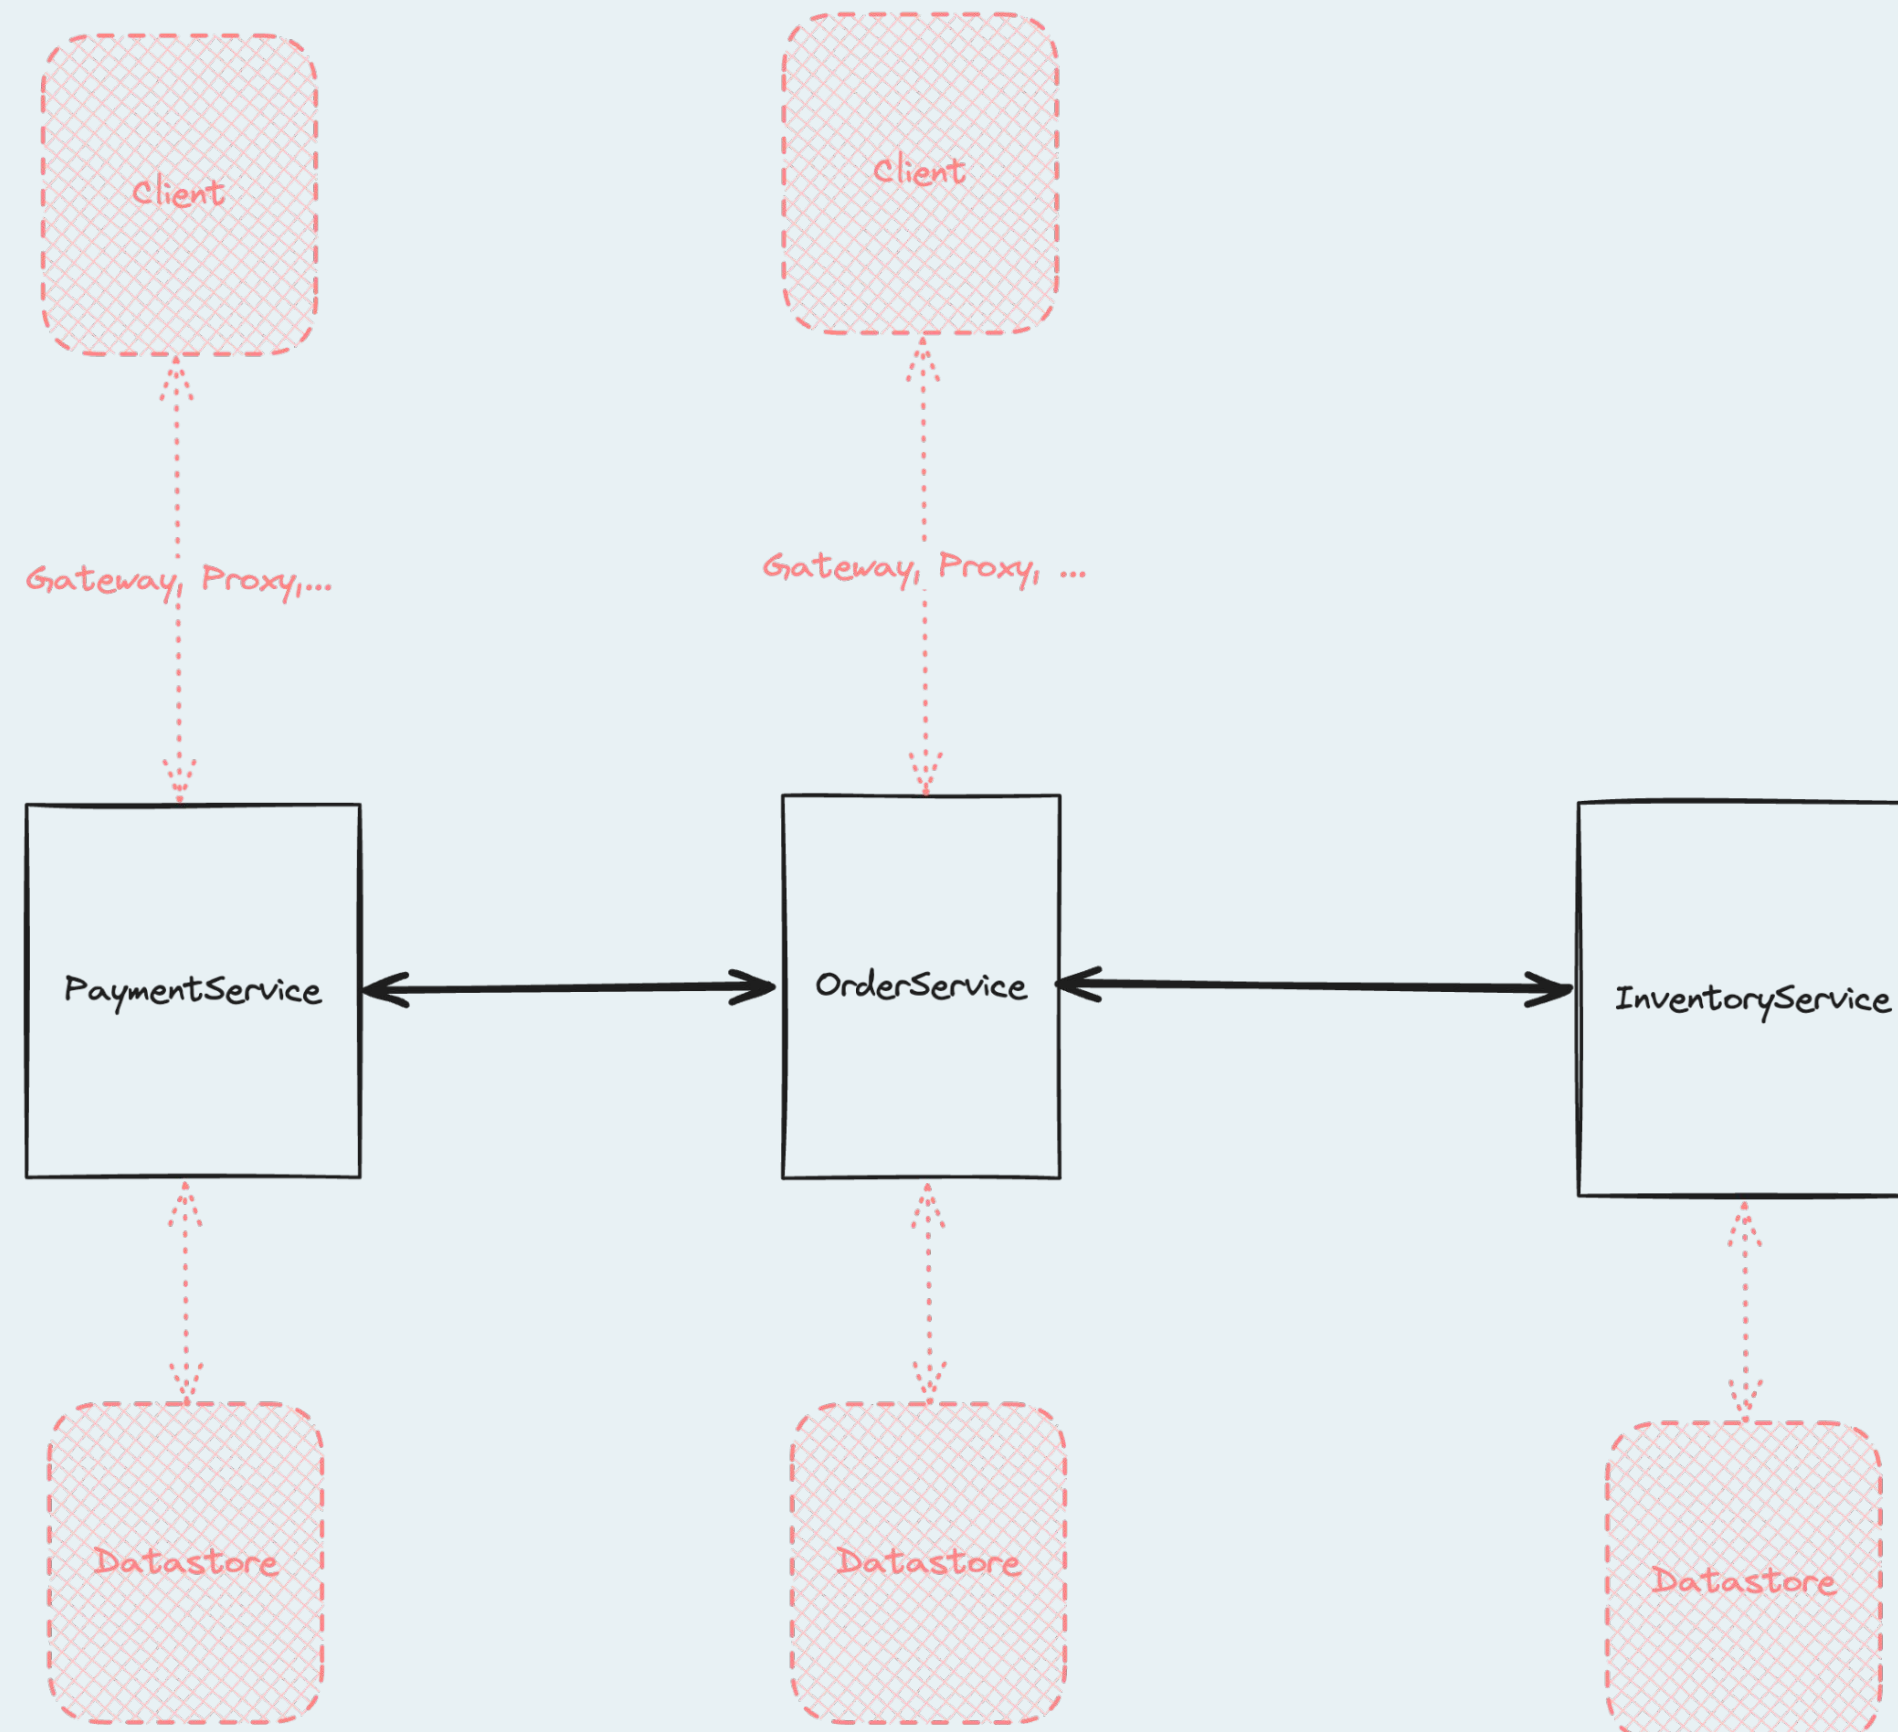 Client
Client
Gateway, Proxy,...
Gateway, Proxy, ...
PaymentService
OrderService
InventoryService
Datastore
Datastore
Datastore